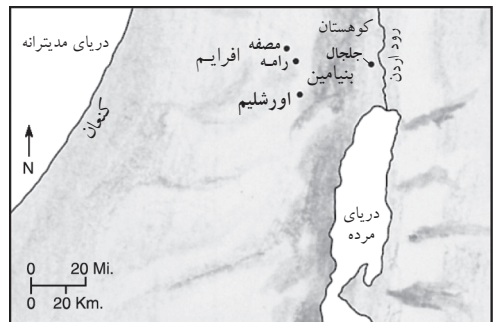 کوهستان
رود اردن
دریای مدیترانه
مصفه
افرایم
رامه
جلجال
بنیامین
اورشلیم
کنعان
N
دریای
مرده
0 20 Mi.
0 20 Km.